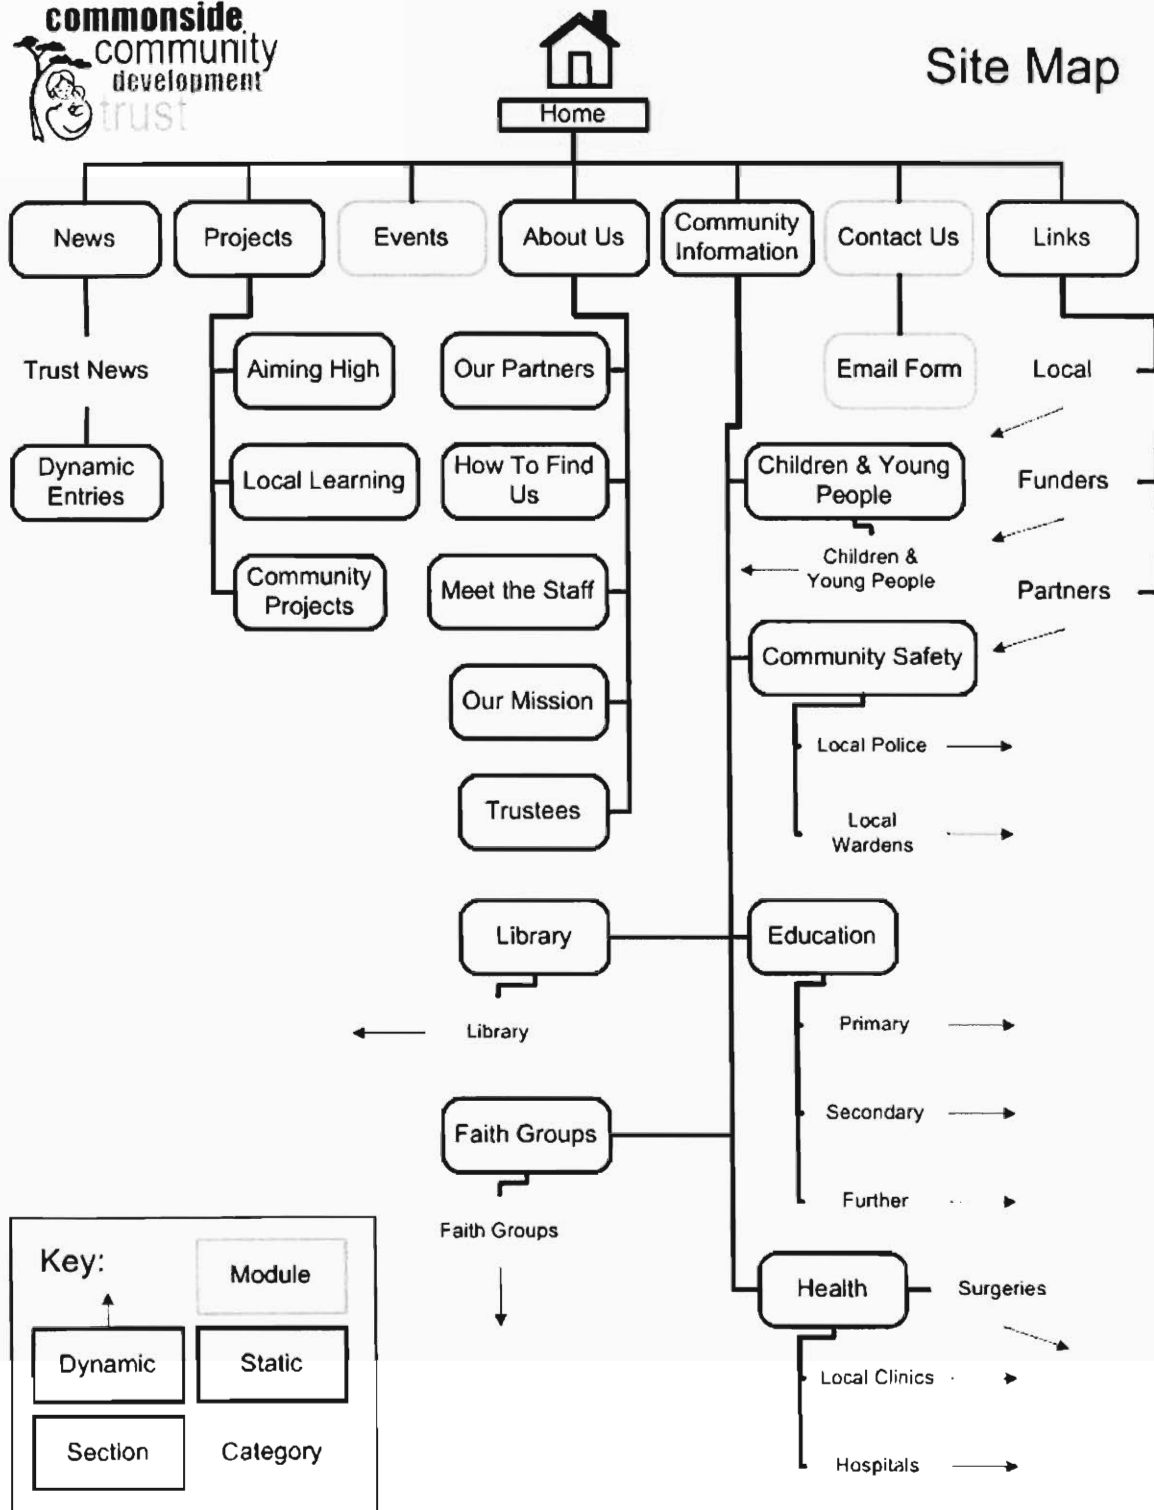 commonside
community
development
trust
Site Map
Home
News
Projects
Events
About Us
Community
Information
Contact Us
Links
Trust News
Aiming High
Our Partners
Email Form
Local
Dynamic
Entries
Local Learning
How To Find
Us
Children & Young
People
Funders
Children &
Young People
Community
Projects
Meet the Staff
Partners
Community Safety
Our Mission
Local Police
Trustees
Local
Wardens
Library
Education
Library
Primary
Secondary
Faith Groups
Further
Faith Groups
Health
Surgeries
Local Clinics
Hospitals
Key:
Module
Dynamic
Static
Section
Category